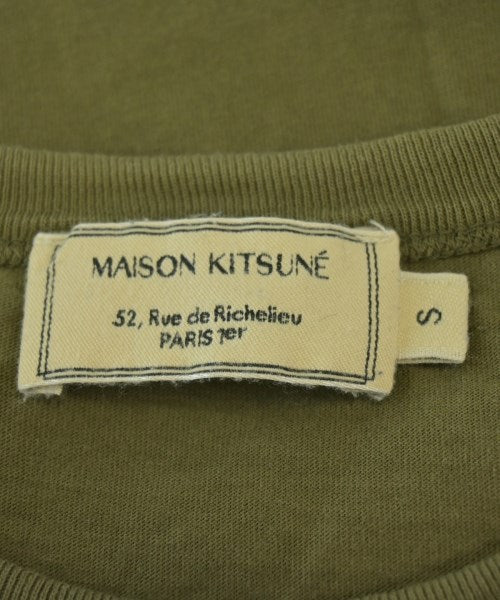 MAISON KITSUNÉ
52, Rue de Richelieu
PARIS 1er
S